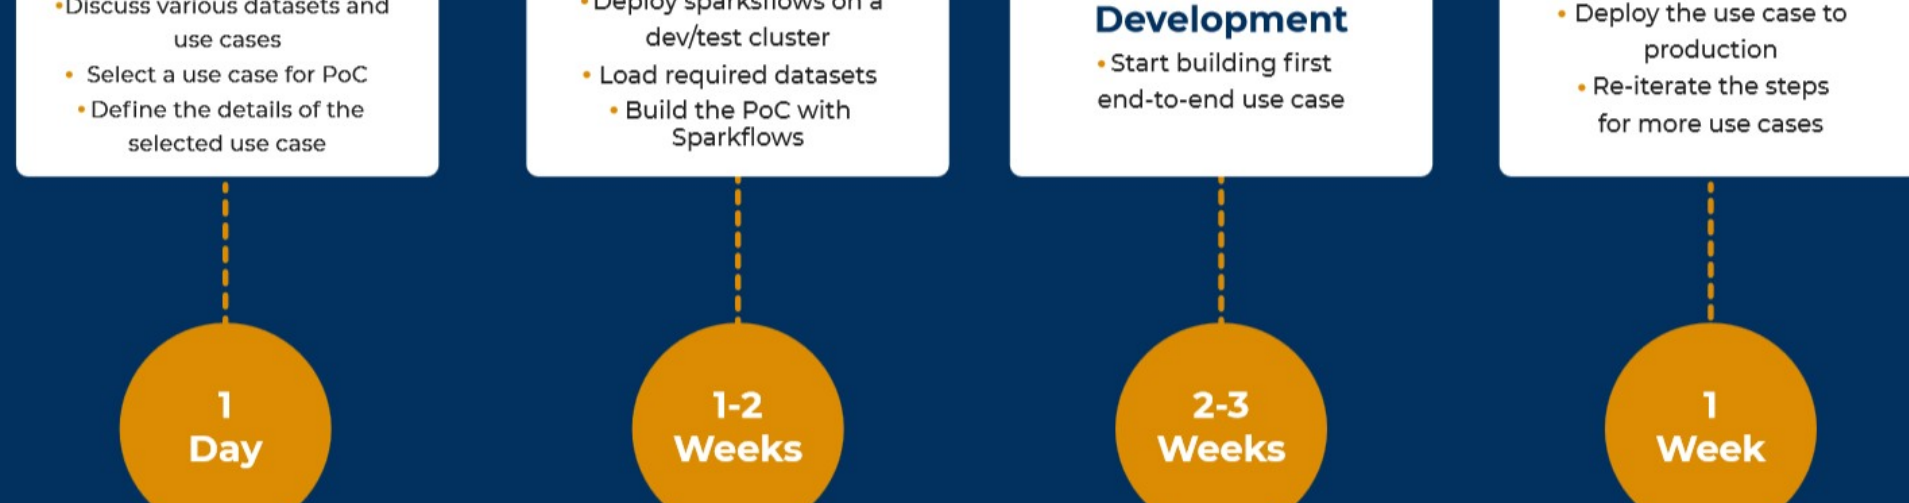 •Discuss various datasets and
use cases
• Select a use case for PoC
• Define the details of the
selected use case
1
Day
• Deploy sparksflows on a
dev/test cluster
• Load required datasets
• Build the PoC with
Sparkflows
1-2
Weeks
Development
• Start building first
end-to-end use case
2-3
Weeks
• Deploy the use case to
production
• Re-iterate the steps
for more use cases
1
Week